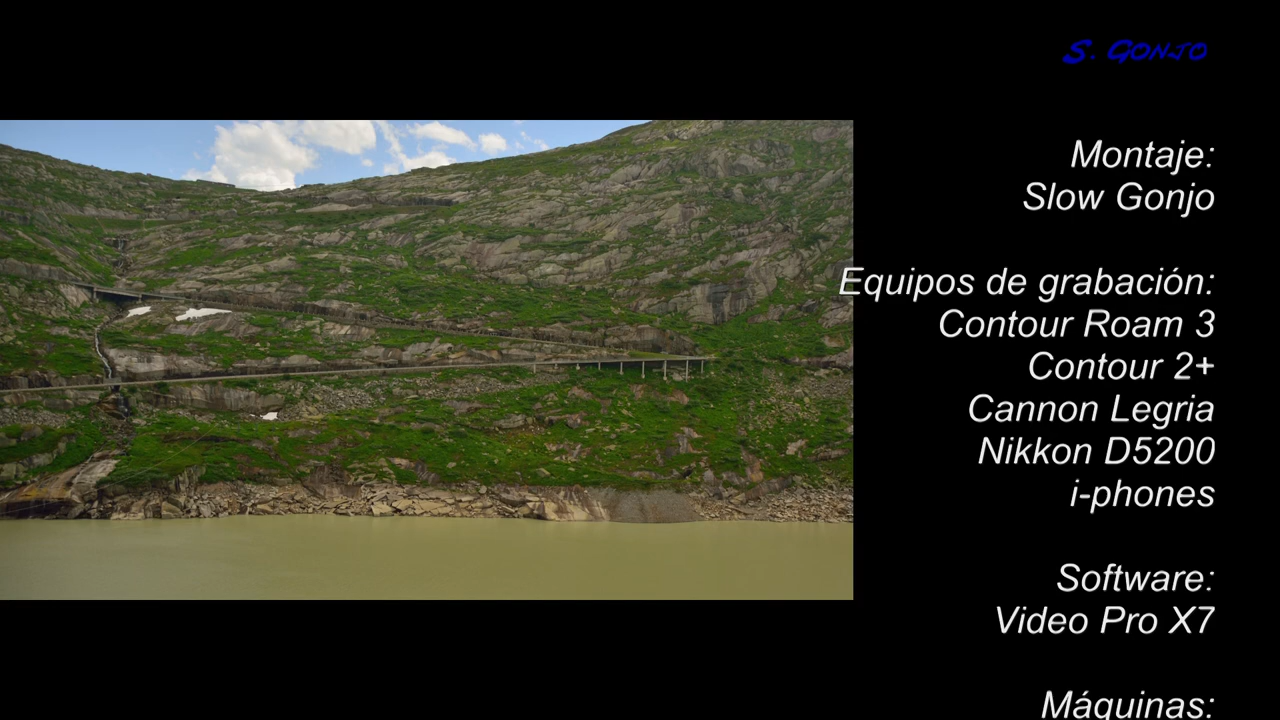 S. GONJO
Montaje:
Slow Gonjo
Equipos de grabación:
Contour Roam 3
Contour 2+
Cannon Legria
Nikkon D5200
i-phones
Software:
Video Pro X7
Máquinas: